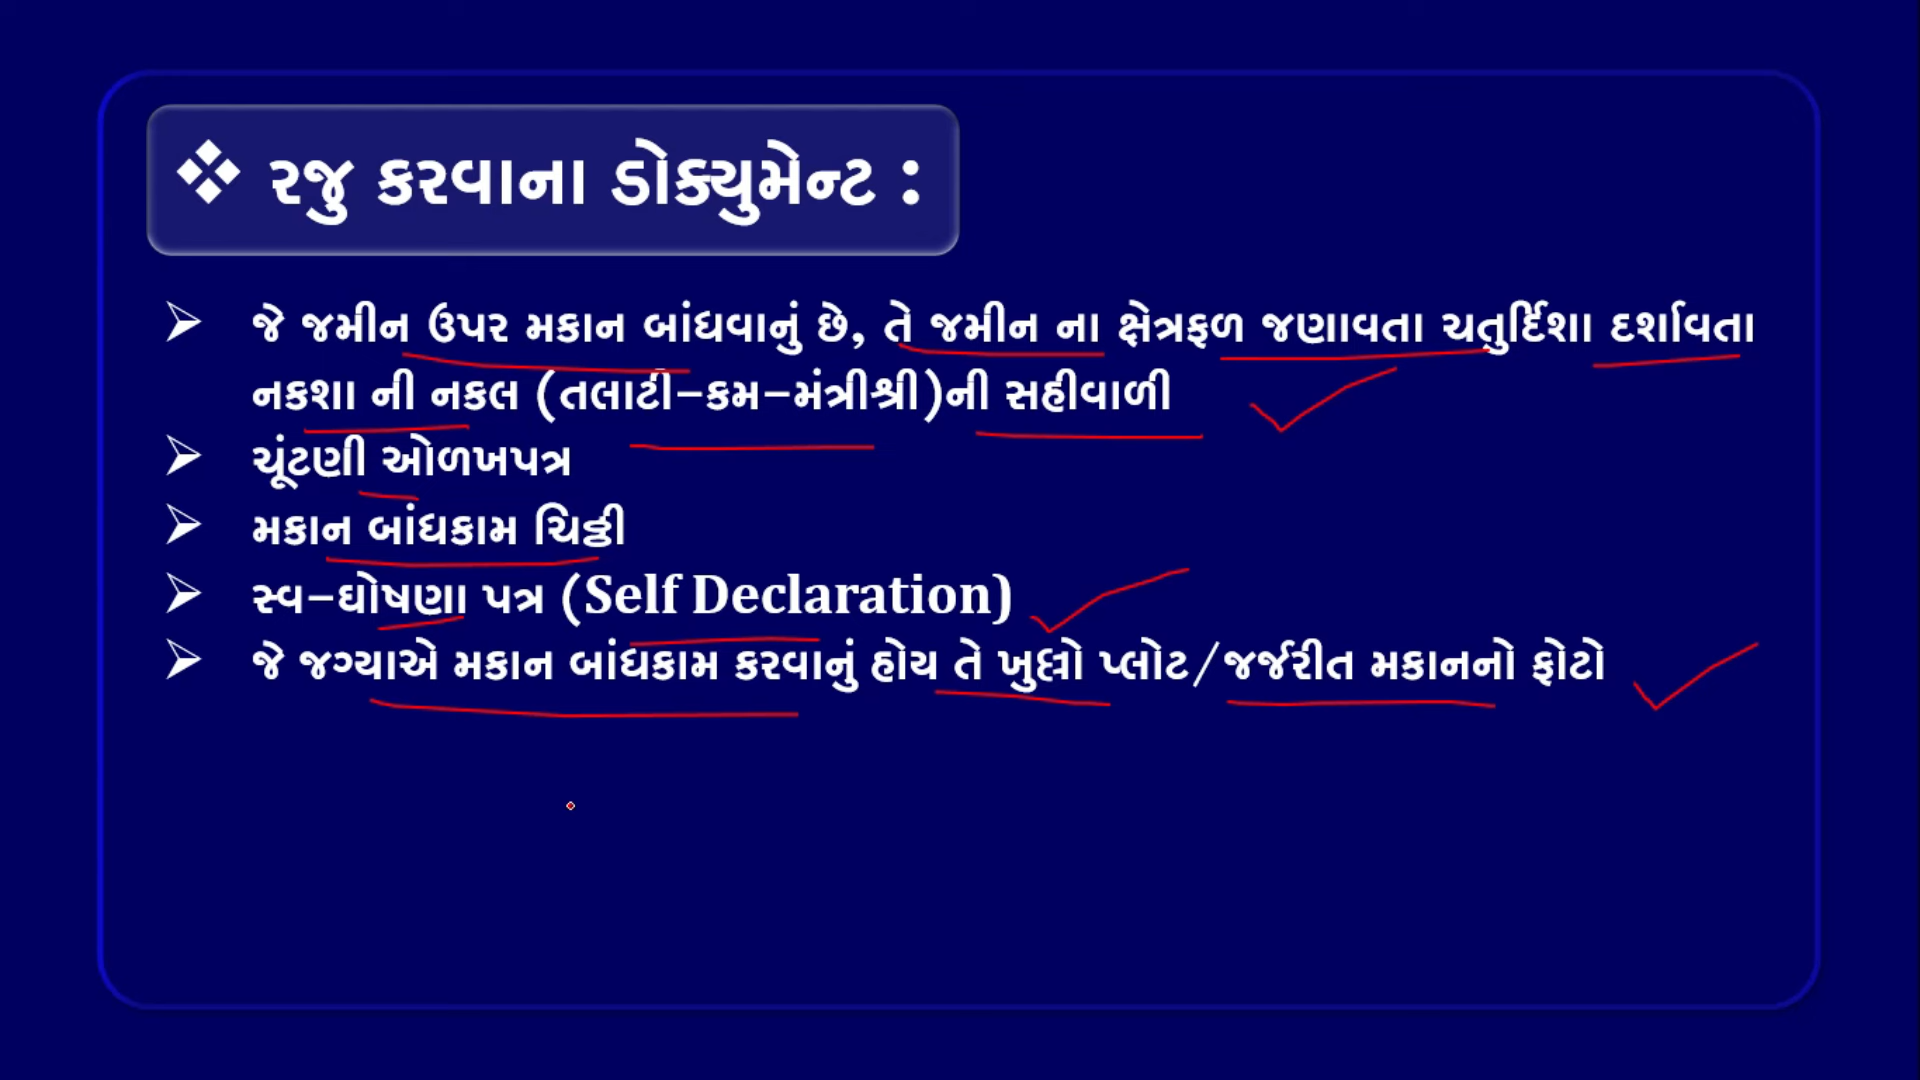 ❖ રજુ કરવાના ડોક્યુમેન્ટ :
➢ જે જમીન ઉપર મકાન બાંધવાનું છે, તે જમીન ના ક્ષેત્રફળ જણાવતા ચતુર્દિશા દર્શાવતા
નકશા ની નકલ (તલાટી-કમ-મંત્રીશ્રી)ની સહીવાળી
➢ ચૂંટણી ઓળખપત્ર
➢ મકાન બાંધકામ ચિઠ્ઠી
➢ સ્વ-ઘોષણા પત્ર (Self Declaration)
➢ જે જગ્યાએ મકાન બાંધકામ કરવાનું હોય તે ખુલ્લો પ્લોટ/જર્જરીત મકાનનો ફોટો